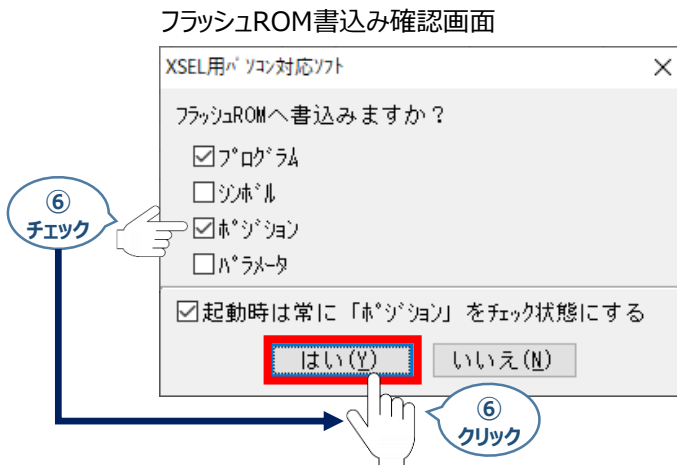 フラッシュROM書込み確認画面
XSEL用ﾊﾟｿｺﾝ対応ｿﾌﾄ
ﾌﾗｯｼｭROMへ書込みますか？
ﾌﾟﾛｸﾞﾗﾑ
ｼﾝﾎﾞﾙ
⑥
チェック
ﾎﾟｼﾞｼｮﾝ
ﾊﾟﾗﾒｰﾀ
起動時は常に「ﾎﾟｼﾞｼｮﾝ」をﾁｪｯｸ状態にする
はい(Y) いいえ(N)
⑥
クリック